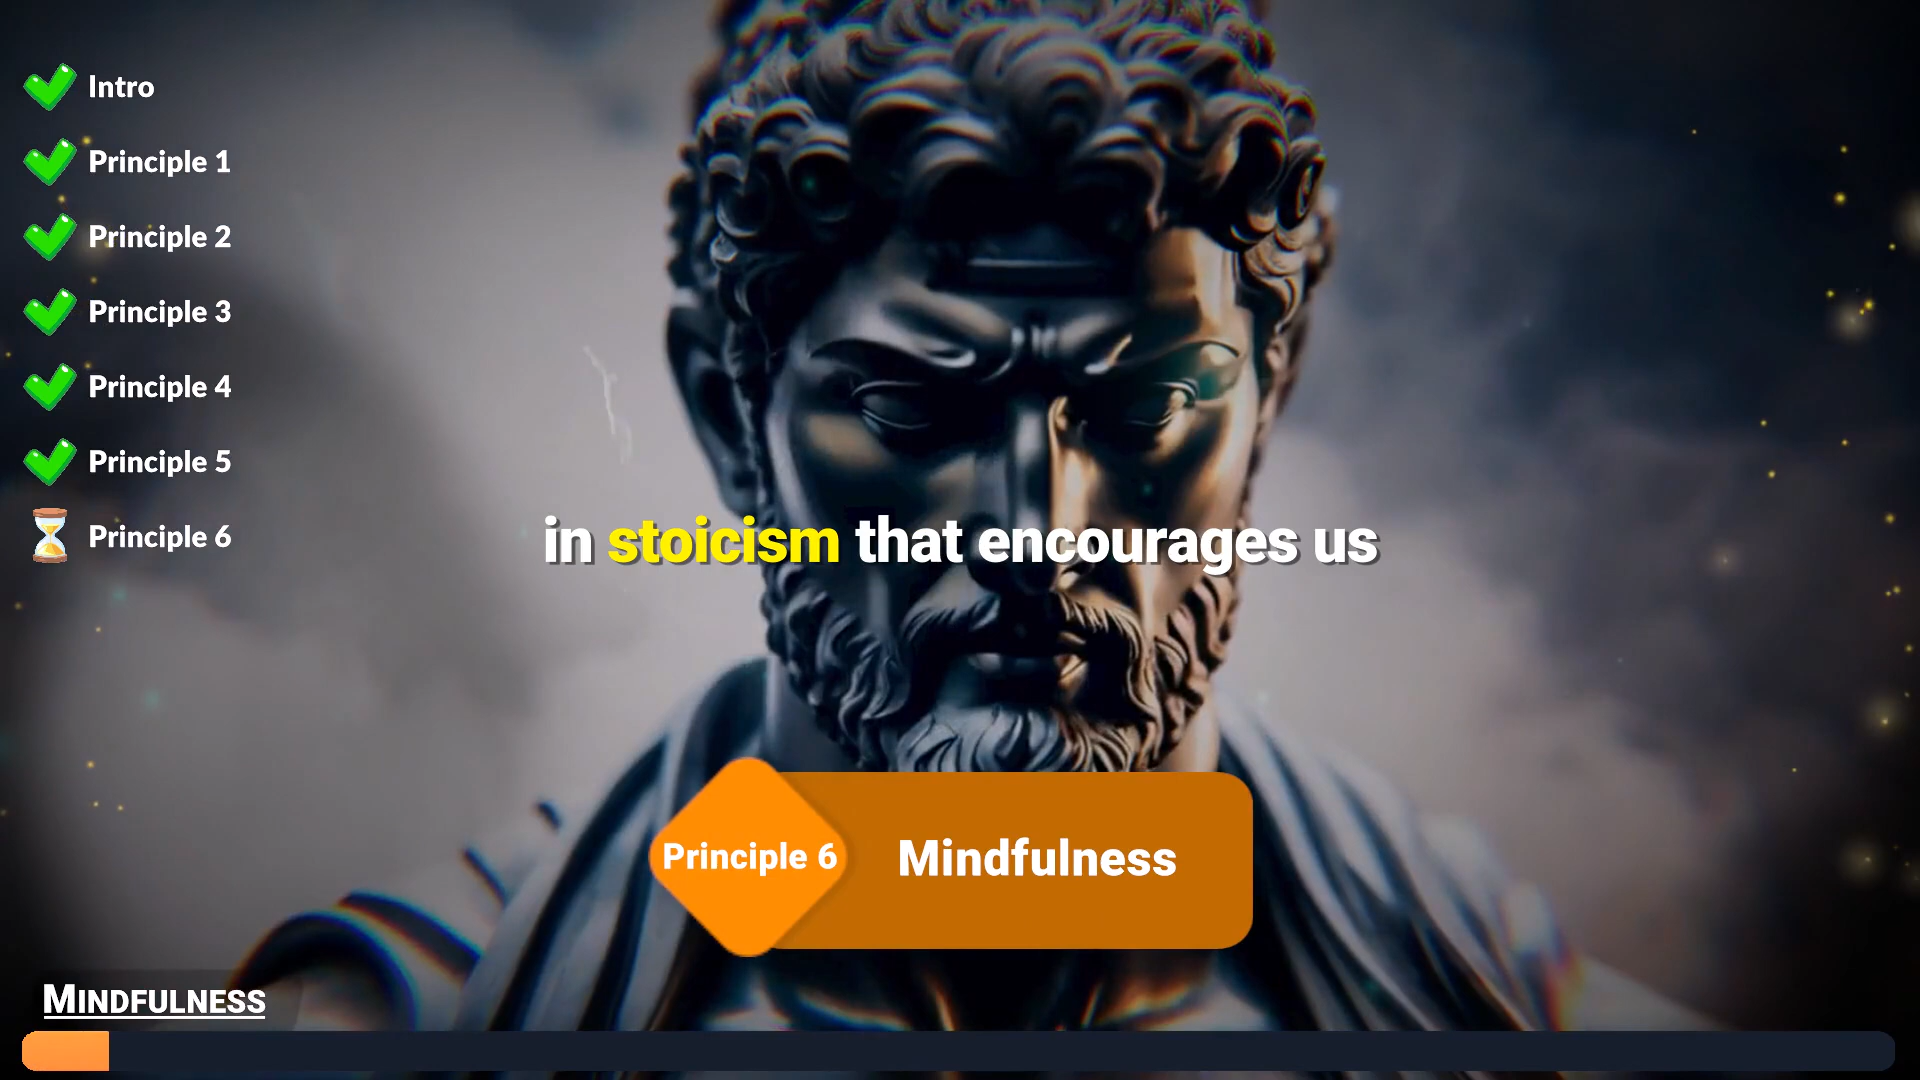 Intro
Principle 1
Principle 2
Principle 3
Principle 4
Principle 5
Principle 6
in stoicism that encourages us
Principle 6
Mindfulness
MINDFULNESS